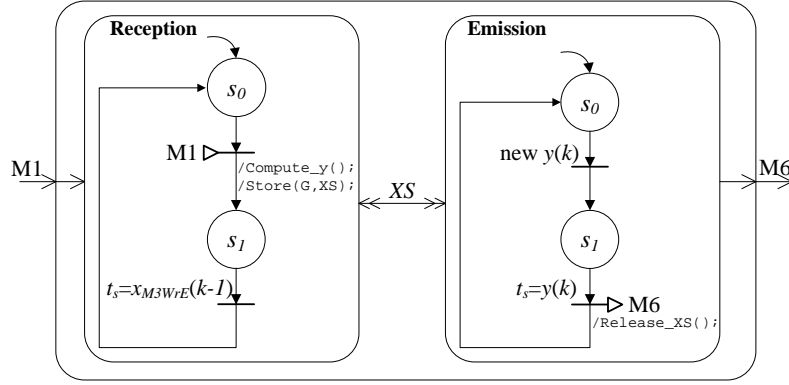 Reception
Emission
s0
s0
M1
/Compute_y();
/Store(G,XS);
new y(k)
M1
XS
M6
s1
s1
ts=xM3WrE(k-1)
ts=y(k)
M6
/Release_XS();